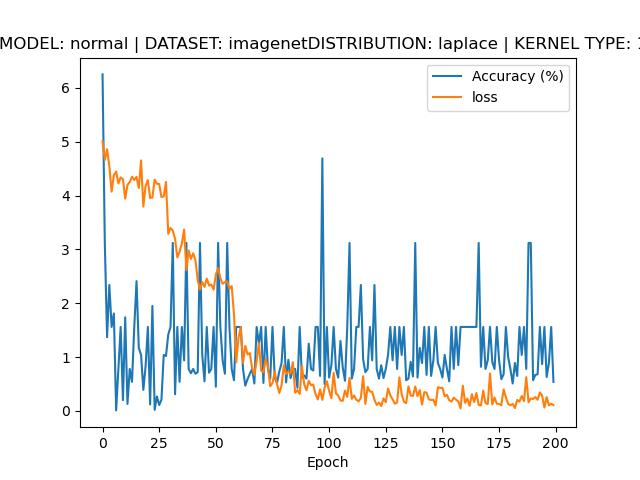 MODEL: normal | DATASET: imagenetDISTRIBUTION: laplace | KERNEL TYPE:
Accuracy (%)
loss
6
5
4
3
2
1
0
0 25 50 75 100 125 150 175 200
Epoch